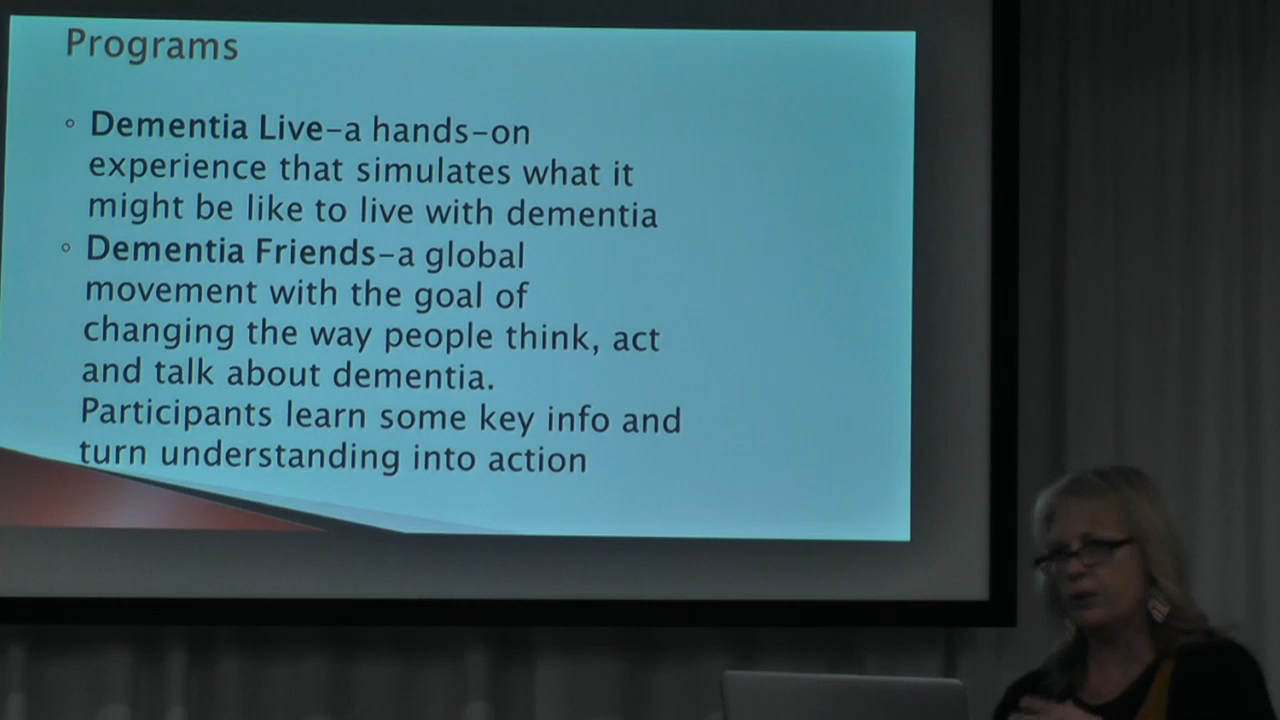 Programs
◦ Dementia Live-a hands-on
experience that simulates what it
might be like to live with dementia
◦ Dementia Friends-a global
movement with the goal of
changing the way people think, act
and talk about dementia.
Participants learn some key info and
turn understanding into action